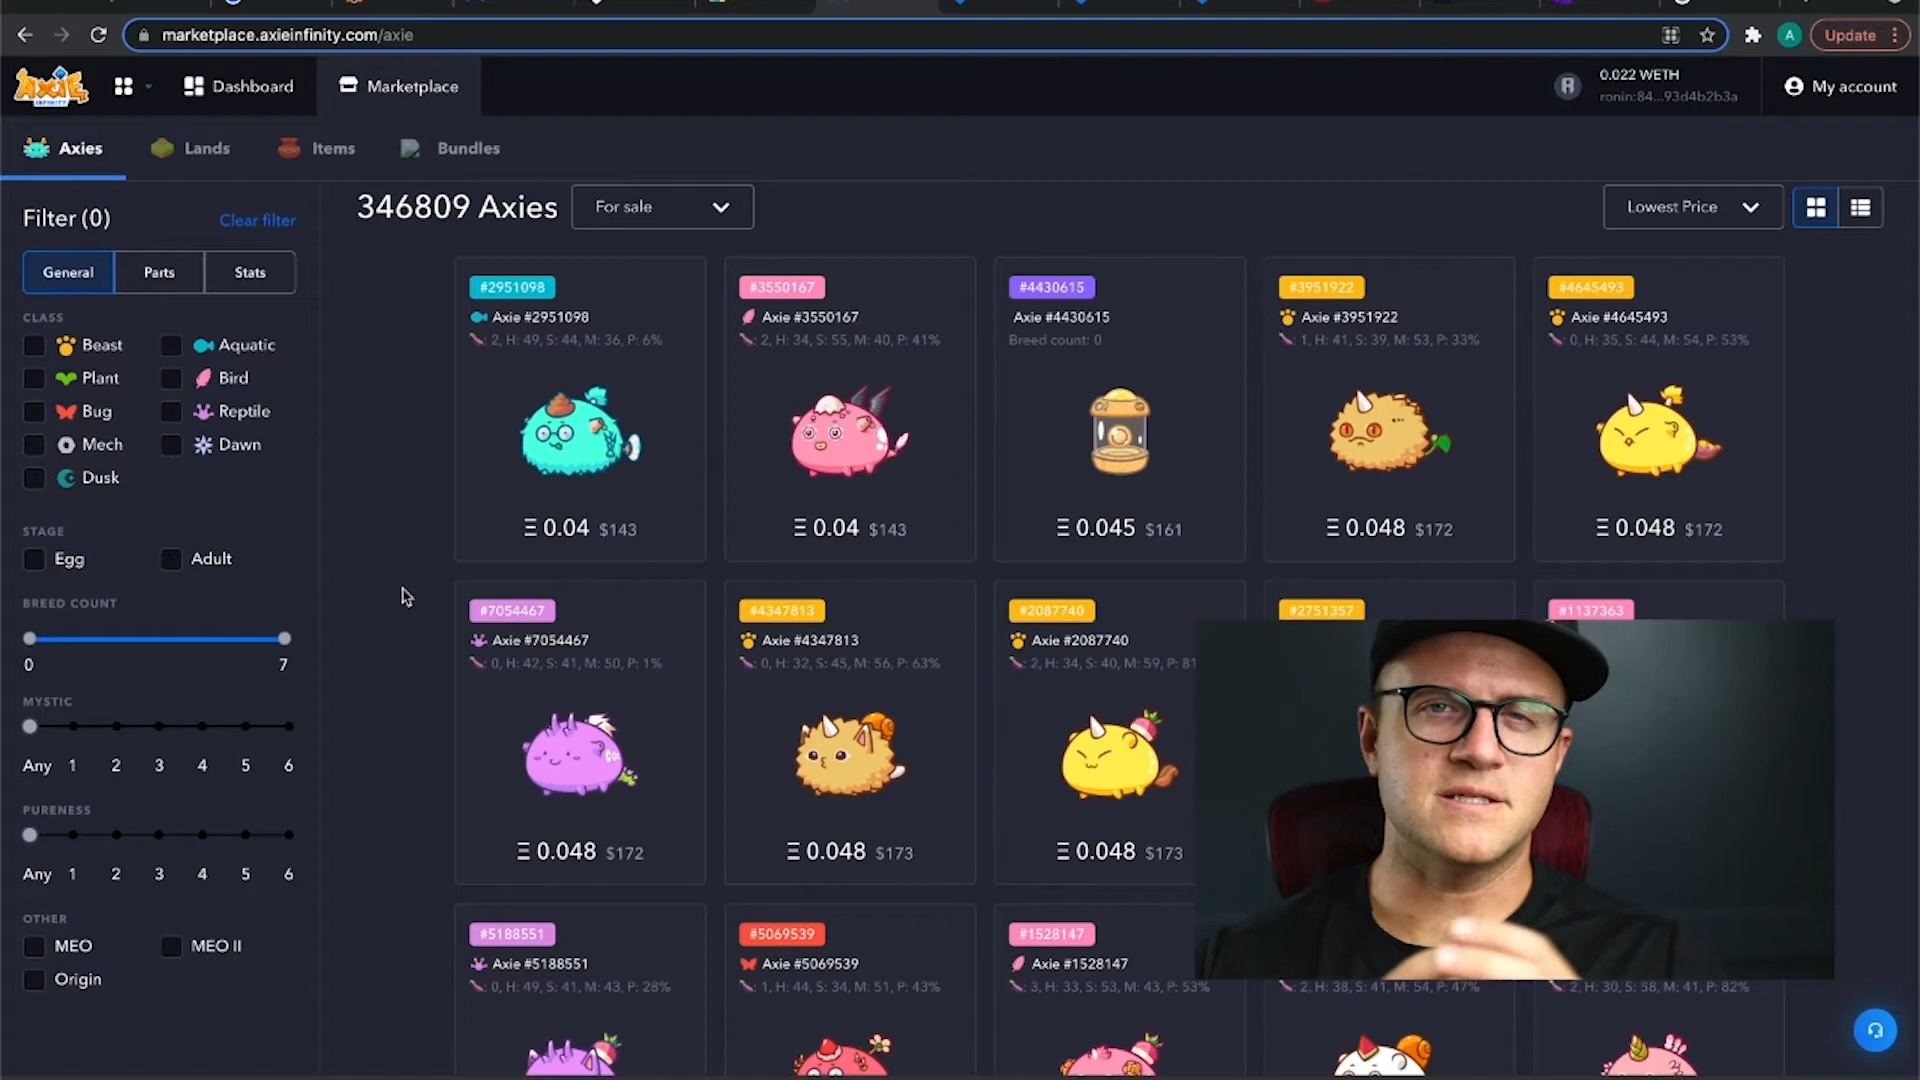 marketplace.axieinfinity.com/axie
A
Update
AXIE
INFINITY
Dashboard
Marketplace
0.022 WETH
ronin:84...93d4b2b3a
My account
Axies
Lands
Items
Bundles
Filter (0)
Clear filter
346809 Axies
For sale
Lowest Price
General
Parts
Stats
CLASS
Beast
Aquatic
Plant
Bird
Bug
Reptile
Mech
Dawn
Dusk
STAGE
Egg
Adult
BREED COUNT
0
7
MYSTIC
Any 1 2 3 4 5 6
PURENESS
Any 1 2 3 4 5 6
OTHER
MEO
MEO II
Origin
#2951098
Axie #2951098
: 2, H: 49, S: 44, M: 36, P: 6%
Ξ 0.04 $143
#3550167
Axie #3550167
: 2, H: 34, S: 55, M: 40, P: 41%
Ξ 0.04 $143
#4430615
Axie #4430615
Breed count: 0
Ξ 0.045 $161
#3951922
Axie #3951922
: 1, H: 41, S: 39, M: 53, P: 33%
Ξ 0.048 $172
#4645493
Axie #4645493
: 0, H: 35, S: 44, M: 54, P: 53%
Ξ 0.048 $172
#7054467
Axie #7054467
: 0, H: 42, S: 41, M: 50, P: 1%
Ξ 0.048 $172
#4347813
Axie #4347813
: 0, H: 32, S: 45, M: 56, P: 63%
Ξ 0.048 $173
#2087740
Axie #2087740
: 2, H: 34, S: 40, M: 59, P: 81
Ξ 0.048 $173
#2751357
#1137363
#5188551
Axie #5188551
: 0, H: 49, S: 41, M: 43, P: 28%
#5069539
Axie #5069539
: 1, H: 44, S: 34, M: 51, P: 43%
#1528147
Axie #1528147
: 3, H: 33, S: 53, M: 43, P: 53%
: 2, H: 38, S: 41, M: 54, P: 47%
: 2, H: 30, S: 58, M: 41, P: 82%